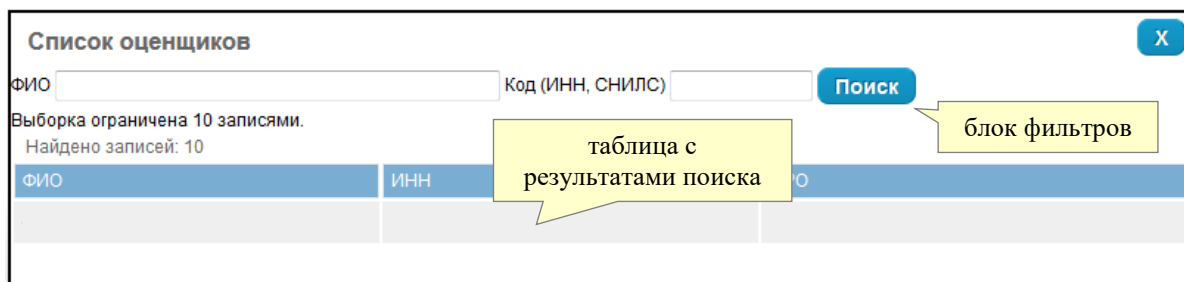 Список оценщиков
X
ФИО
Код (ИНН, СНИЛС)
Поиск
Выборка ограничена 10 записями.
блок фильтров
Найдено записей: 10
таблица с
результатами поиска
ФИО
ИНН